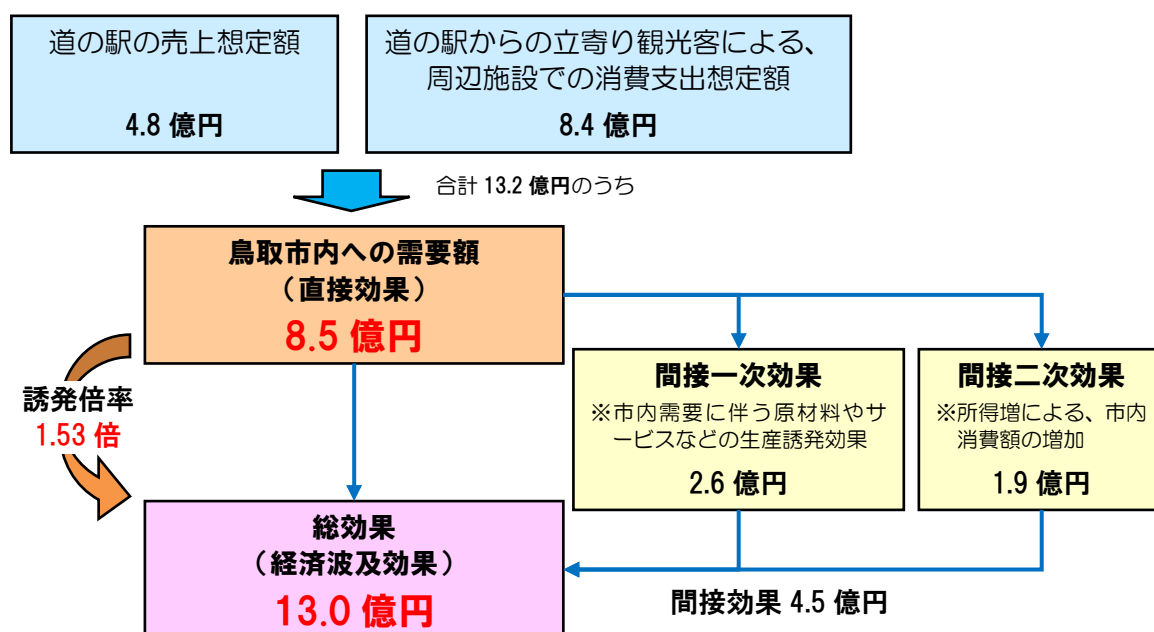 道の駅の売上想定額
4.8 億円
道の駅からの立寄り観光客による、
周辺施設での消費支出想定額
8.4 億円
合計 13.2 億円のうち
鳥取市内への需要額
（直接効果）
8.5 億円
誘発倍率
1.53 倍
間接一次効果
※市内需要に伴う原材料やサ
ービスなどの生産誘発効果
2.6 億円
間接二次効果
※所得増による、市内
消費額の増加
1.9 億円
総効果
（経済波及効果）
13.0 億円
間接効果 4.5 億円